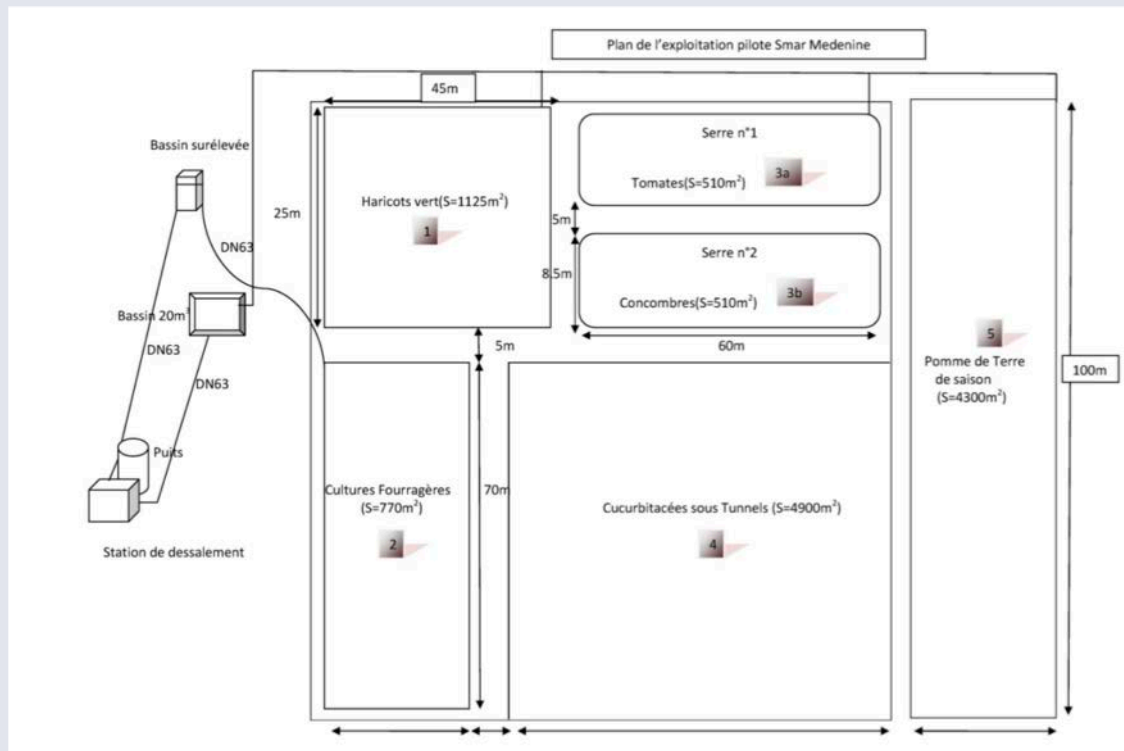 Plan de l'exploitation pilote Smar Medenine
45m
Bassin surélevée
Serre n°1
Tomates(S=510m²)
3a
Haricots vert(S=1125m²)
1
25m
5m
DN63
Serre n°2
8.5m
Concombres(S=510m²)
3b
Bassin 20m³
60m
5m
DN63
DN63
5
Pomme de Terre
de saison
(S=4300m²)
100m
Puits
Cultures Fourragères
(S=770m²)
2
70m
Cucurbitacées sous Tunnels (S=4900m²)
4
Station de dessalement